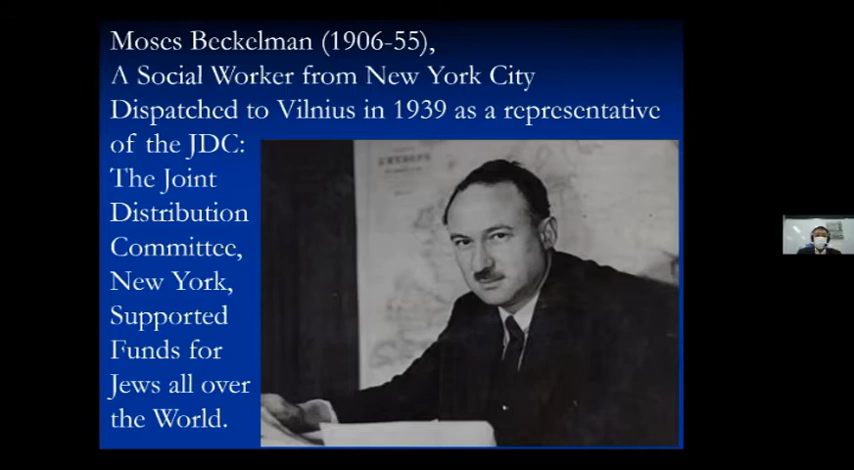 Moses Beckelman (1906-55),
A Social Worker from New York City
Dispatched to Vilnius in 1939 as a representative
of the JDC:
The Joint
Distribution
Committee,
New York,
Supported
Funds for
Jews all over
the World.
L'EUROPE